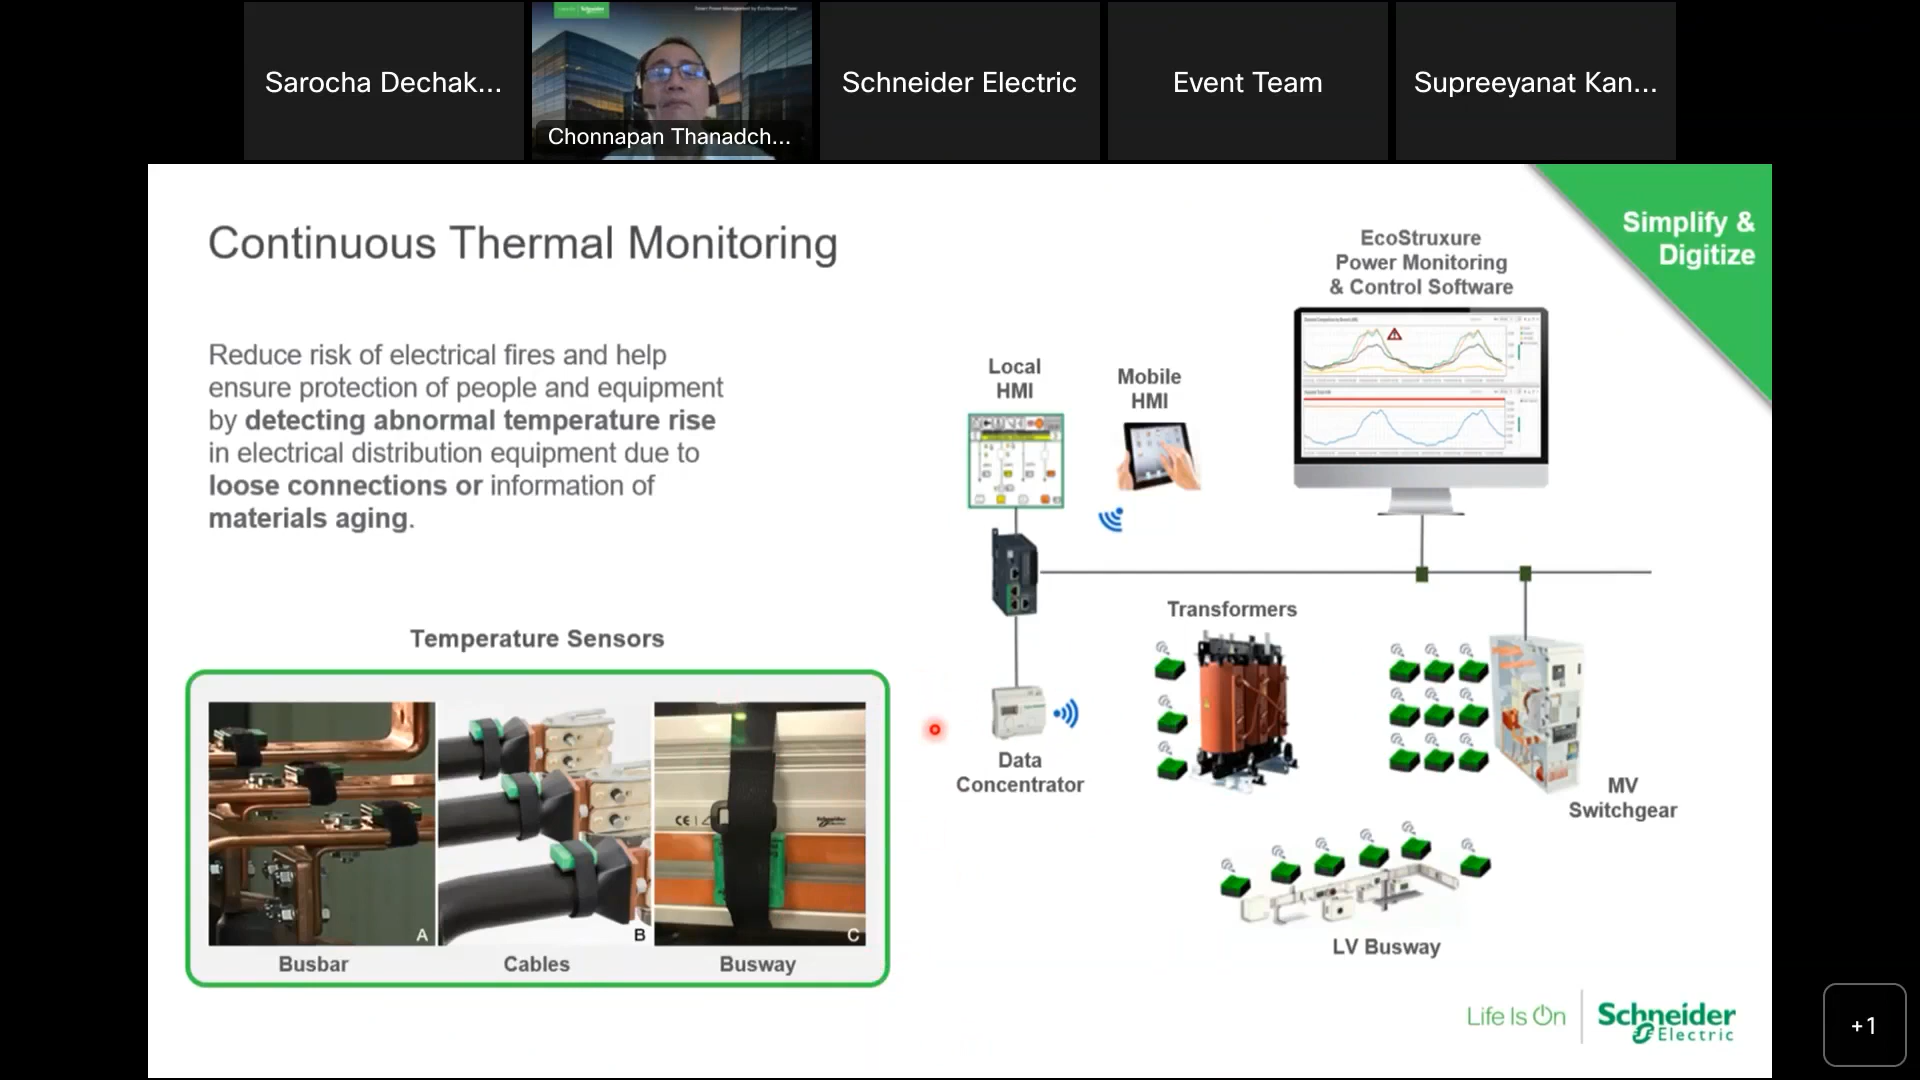 Sarocha Dechak...
Chonnapan Thanadch...
Schneider Electric
Event Team
Supreeyanat Kan...
Simplify &
Digitize
Continuous Thermal Monitoring
EcoStruxure
Power Monitoring
& Control Software
Reduce risk of electrical fires and help
ensure protection of people and equipment
by detecting abnormal temperature rise
in electrical distribution equipment due to
loose connections or information of
materials aging.
Local
HMI
Mobile
HMI
Transformers
Temperature Sensors
Data
Concentrator
MV
Switchgear
A
B
C
Busbar
Cables
Busway
LV Busway
Life Is On
Schneider
Electric
+1